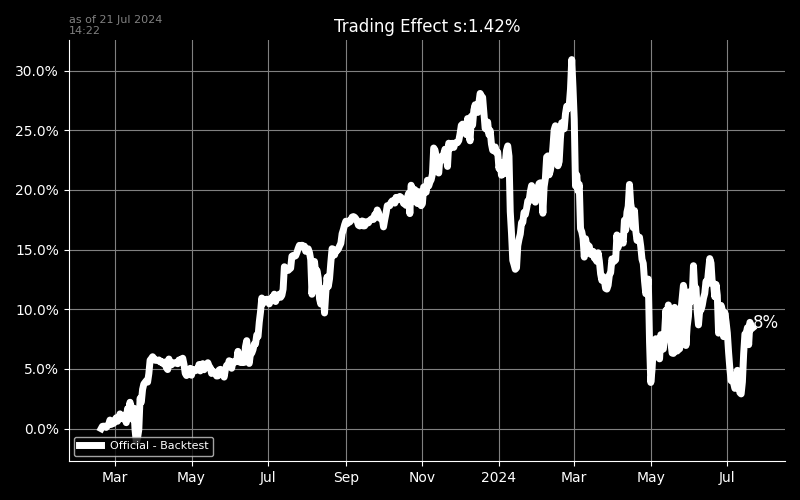 as of 21 Jul 2024
14:22
Trading Effect s:1.42%
30.0%
25.0%
20.0%
15.0%
10.0%
5.0%
0.0%
8%
Official - Backtest
Mar May Jul Sep Nov 2024 Mar May Jul